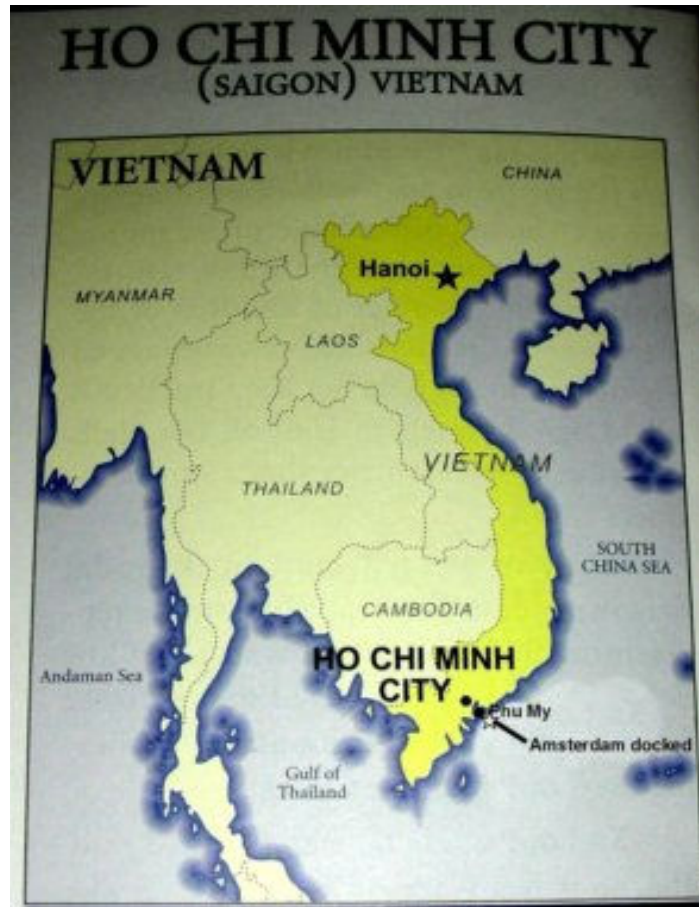 HO CHI MINH CITY
(SAIGON) VIETNAM
VIETNAM
CHINA
Hanoi
MYANMAR
LAOS
VIETNAM
THAILAND
SOUTH
CHINA SEA
CAMBODIA
HO CHI MINH
CITY
Andaman Sea
Phu My
Amsterdam docked
Gulf of
Thailand